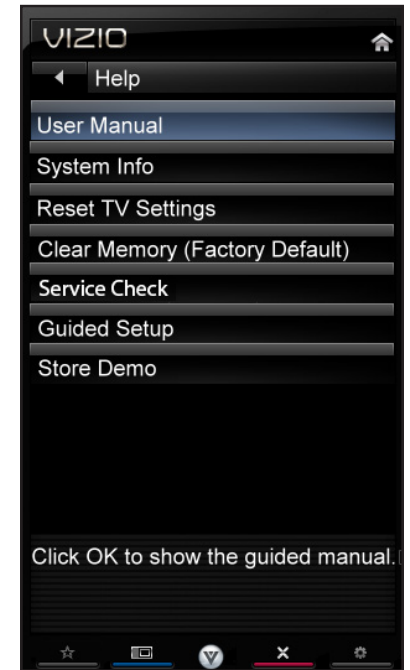 VIZIO
Help
User Manual
System Info
Reset TV Settings
Clear Memory (Factory Default)
Service Check
Guided Setup
Store Demo
Click OK to show the guided manual.
V